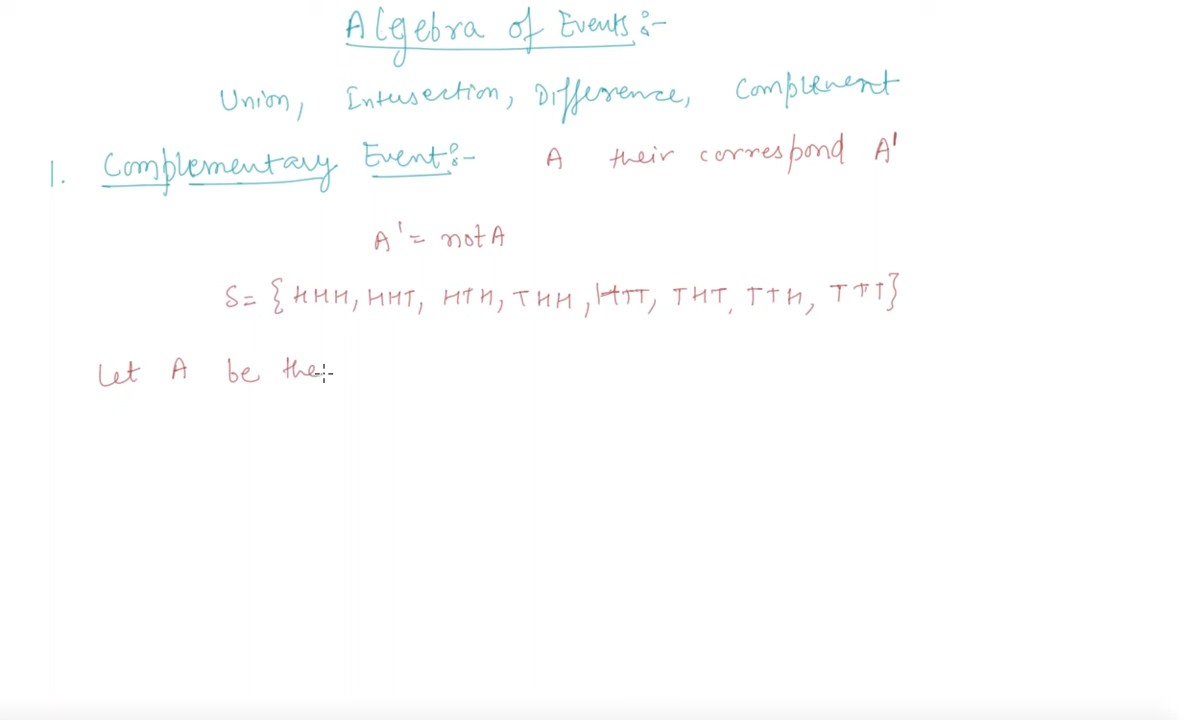 Algebra of Events :-
Union, Intersection, Difference, Complement
1. Complementary Event :- A their correspond A'
A' = not A
S = {HHH, HHT, HTH, THH, HTT, THT, TTH, TTT}
Let A be the